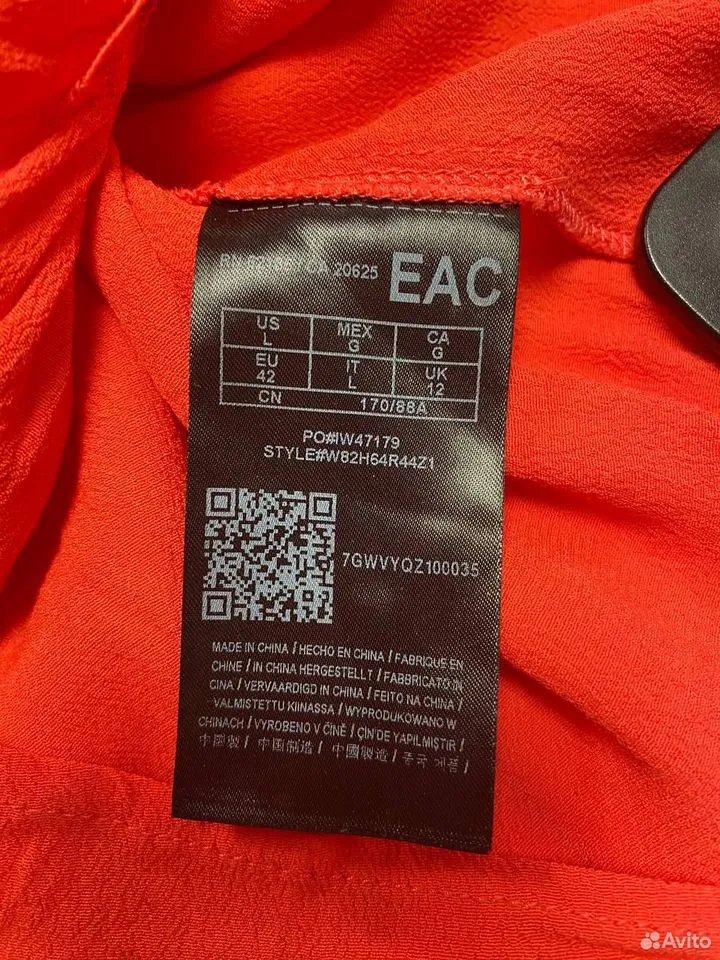 20625
EAC
US MEX CA
L G G
EU IT UK
42 L 12
CN 170/88A
PO#IW47179
STYLE#W82H64R44Z1
7GWVYQZ100035
MADE IN CHINA / HECHO EN CHINA / FABRIQUE EN
CHINE / IN CHINA HERGESTELLT / FABBRICATO IN
CINA / VERVAARDIGD IN CHINA / FEITO NA CHINA /
VALMISTETTU KIINASSA / WYPRODUKOWANO W
CHINACH / VYROBENO V ČÍNĚ / ÇİN'DE YAPILMIŞTIR /
中國製 / 中国制造 / 中國製造 / 중국 제품 /
Avito